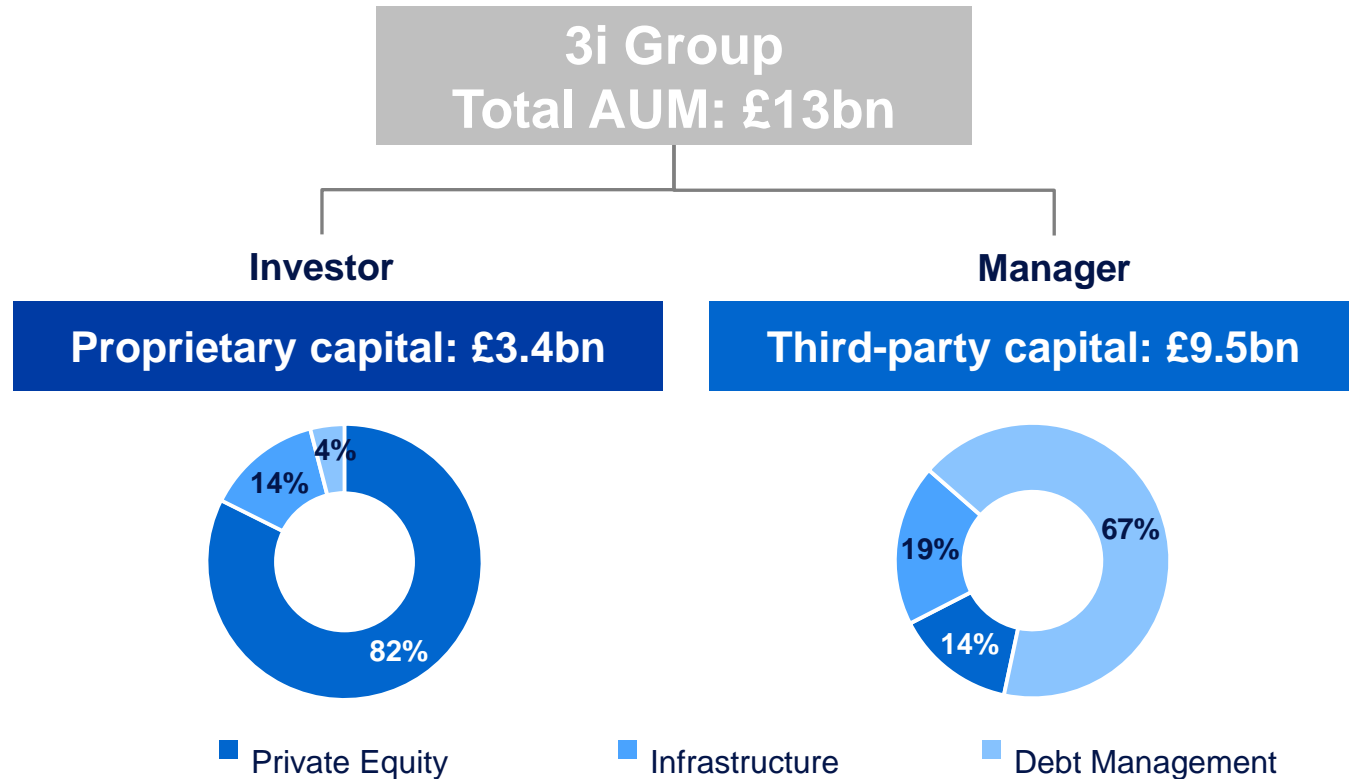 3i Group
Total AUM: £13bn
Investor
Manager
Proprietary capital: £3.4bn
Third-party capital: £9.5bn
4%
14%
82%
67%
19%
14%
Private Equity
Infrastructure
Debt Management